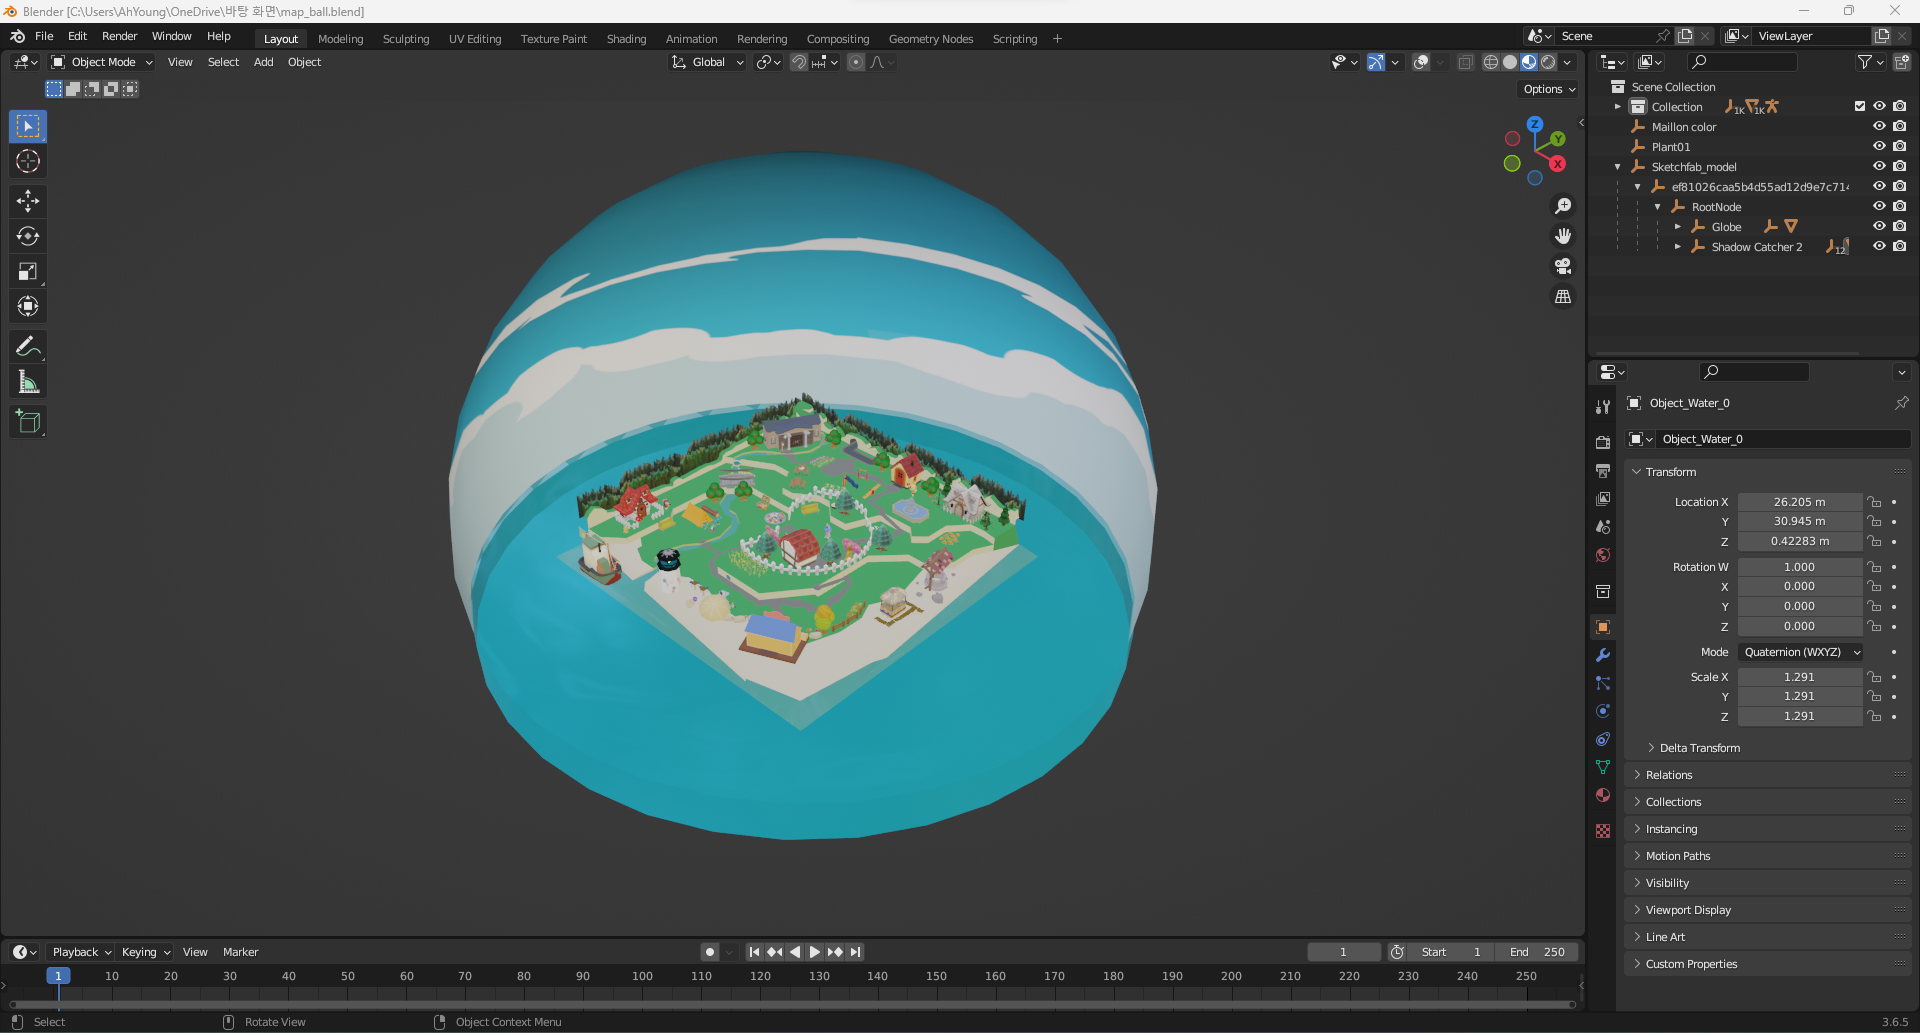 Blender [C:\Users\AhYoung\OneDrive\바탕 화면\map_ball.blend]
File Edit Render Window Help Layout Modeling Sculpting UV Editing Texture Paint Shading Animation Rendering Compositing Geometry Nodes Scripting + Scene ViewLayer
Object Mode View Select Add Object Global
Options
Z
Y
X
Scene Collection
Collection 1K 1K
Maillon color
Plant01
Sketchfab_model
ef81026caa5b4d55ad12d9e7c714
RootNode
Globe
Shadow Catcher 2 12
Object_Water_0
Object_Water_0
Transform
Location X 26.205 m
Y 30.945 m
Z 0.42283 m
Rotation W 1.000
X 0.000
Y 0.000
Z 0.000
Mode Quaternion (WXYZ)
Scale X 1.291
Y 1.291
Z 1.291
Delta Transform
Relations
Collections
Instancing
Motion Paths
Visibility
Viewport Display
Line Art
Custom Properties
Playback Keying View Marker 1 Start 1 End 250
1 10 20 30 40 50 60 70 80 90 100 110 120 130 140 150 160 170 180 190 200 210 220 230 240 250
Select Rotate View Object Context Menu 3.6.5